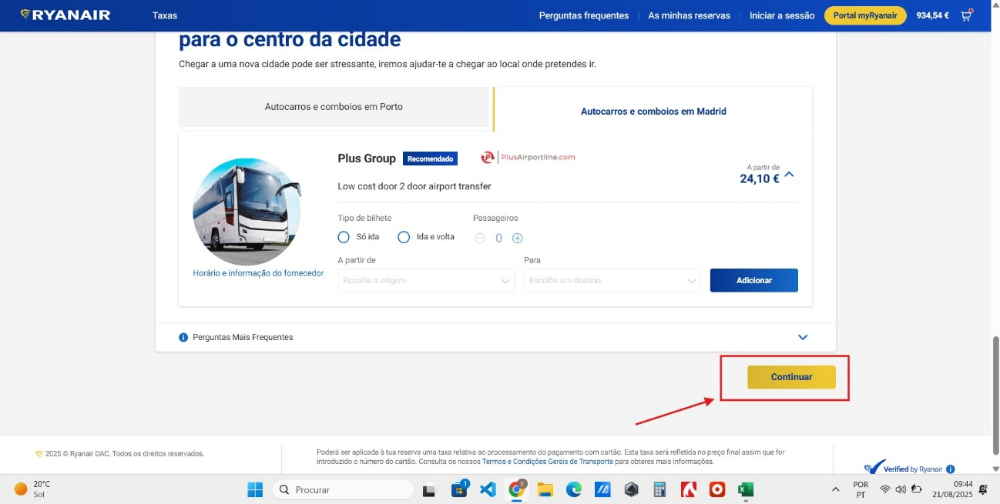 RYANAIR
Taxas
Perguntas frequentes
As minhas reservas
Iniciar a sessão
Portal myRyanair
934,54 €
para o centro da cidade
Chegar a uma nova cidade pode ser stressante, iremos ajudar-te a chegar ao local onde pretendes ir.
Autocarros e comboios em Porto
Autocarros e comboios em Madrid
Plus Group
Recomendado
PlusAirportline.com
A partir de
24,10 €
Low cost door 2 door airport transfer
Tipo de bilhete
Passageiros
Só ida
Ida e volta
0
Horário e informação do fornecedor
A partir de
Para
Escolhe a origem
Escolhe um destino
Adicionar
Perguntas Mais Frequentes
Continuar
2025 © Ryanair DAC. Todos os direitos reservados.
Poderá ser aplicada à tua reserva uma taxa relativa ao processamento do pagamento com cartão. Esta taxa será refletida no preço final assim que for
introduzido o número do cartão. Consulta os nossos Termos e Condições Gerais de Transporte para obteres mais informações.
Verified by Ryanair
20°C
Sol
Procurar
1
E
POR
PT
09:44
21/08/2025